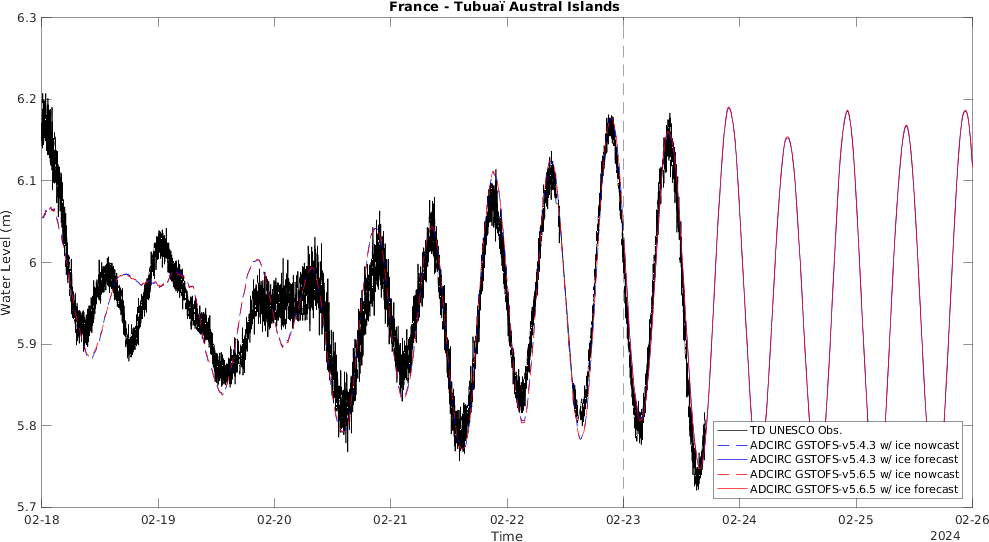 France - Tubuaï Austral Islands
6.3
6.2
6.1
6
5.9
5.8
5.7
Water Level (m)
TD UNESCO Obs.
ADCIRC GSTOFS-v5.4.3 w/ ice nowcast
ADCIRC GSTOFS-v5.4.3 w/ ice forecast
ADCIRC GSTOFS-v5.6.5 w/ ice nowcast
ADCIRC GSTOFS-v5.6.5 w/ ice forecast
02-18 02-19 02-20 02-21 02-22 02-23 02-24 02-25 02-26
Time
2024